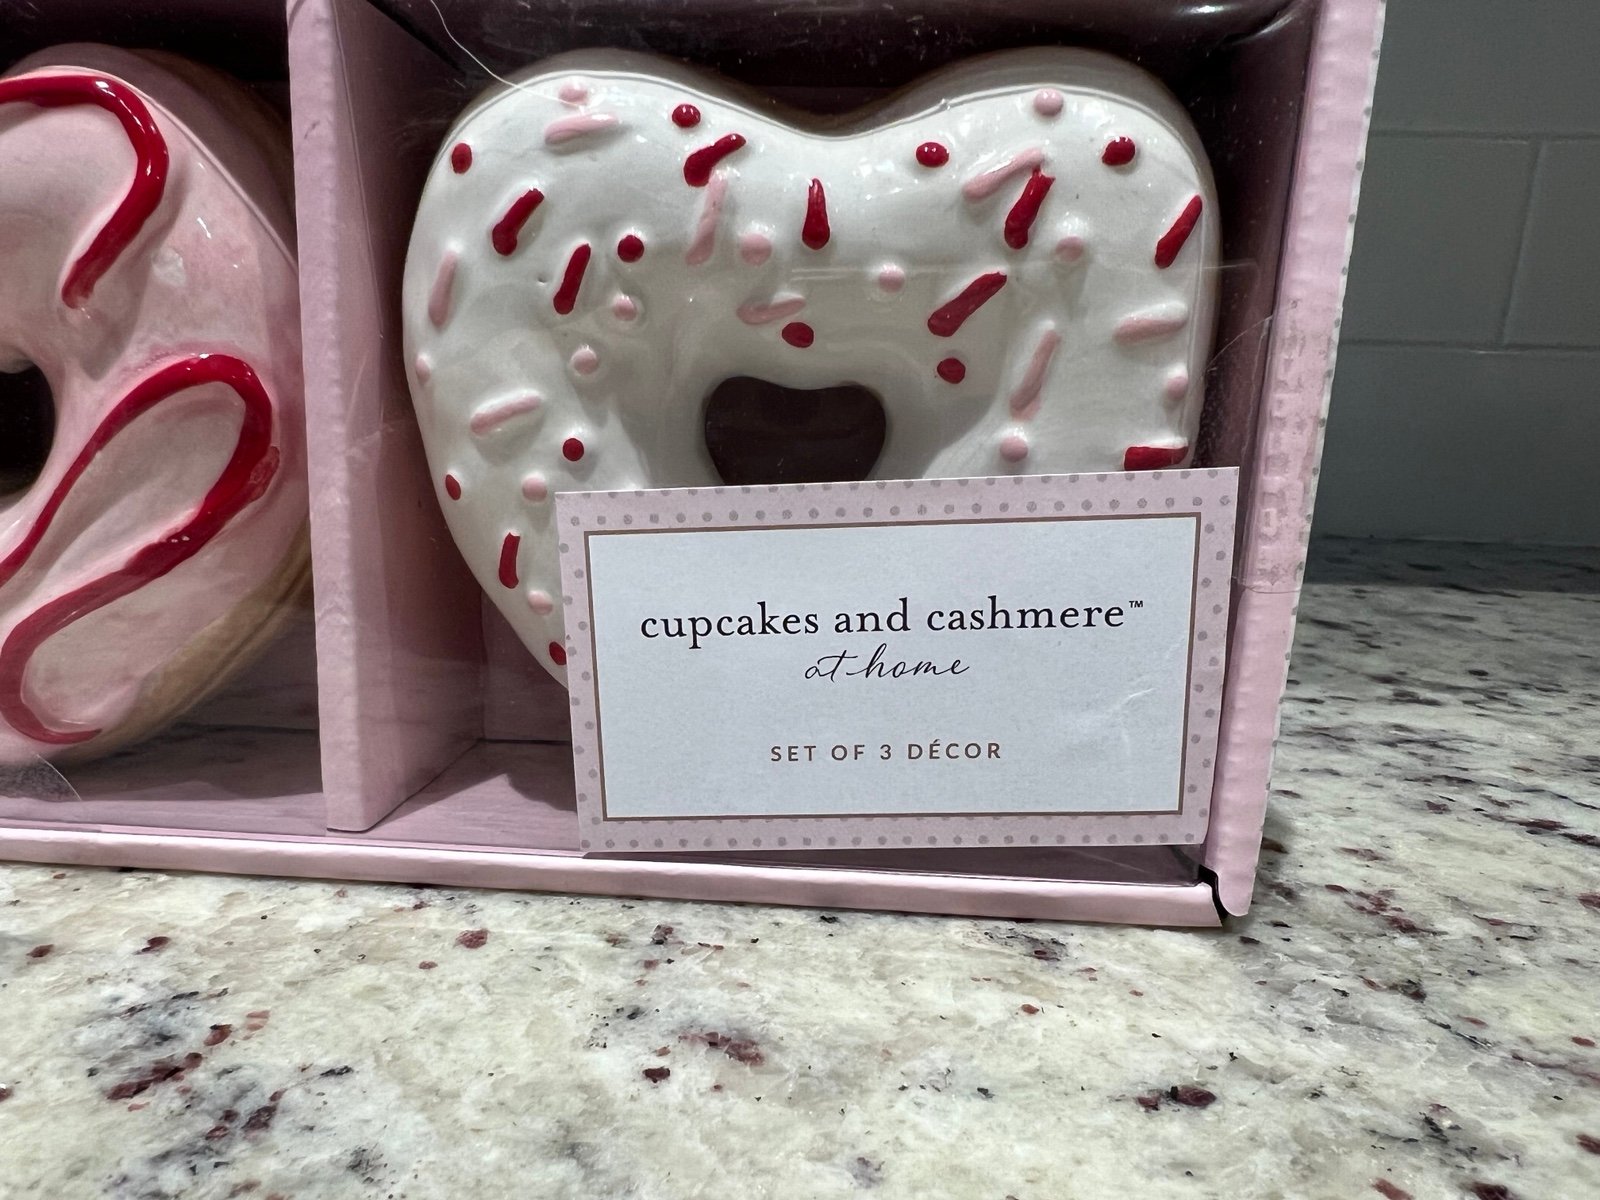 cupcakes and cashmere™
at home
SET OF 3 DÉCOR